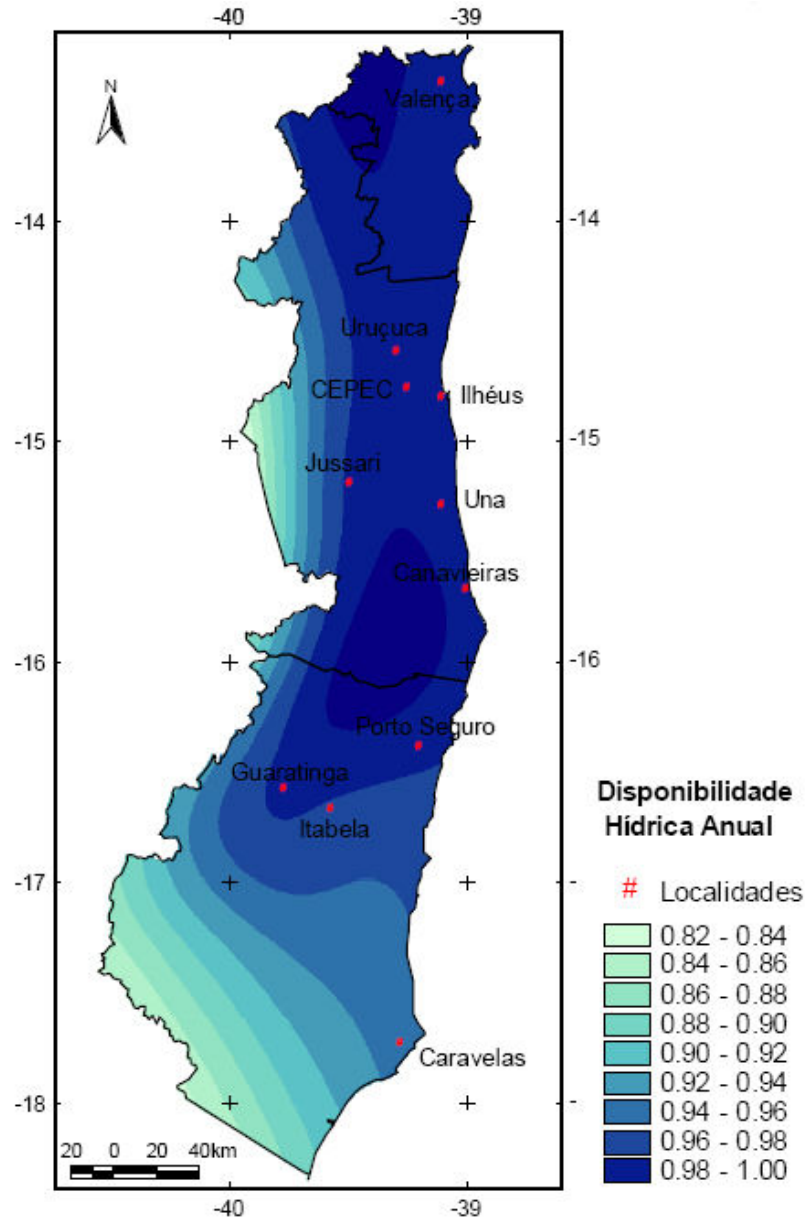 -40 -39
N
Valença
-14 -14
Uruçuca
CEPEC
Ilhéus
-15 -15
Jussari
Una
Canavieiras
-16 -16
Porto Seguro
Guaratinga
Itabela
-17 -
Caravelas
-18 -
20 0 20 40km
-40 -39
Disponibilidade
Hídrica Anual
# Localidades
0.82 - 0.84
0.84 - 0.86
0.86 - 0.88
0.88 - 0.90
0.90 - 0.92
0.92 - 0.94
0.94 - 0.96
0.96 - 0.98
0.98 - 1.00